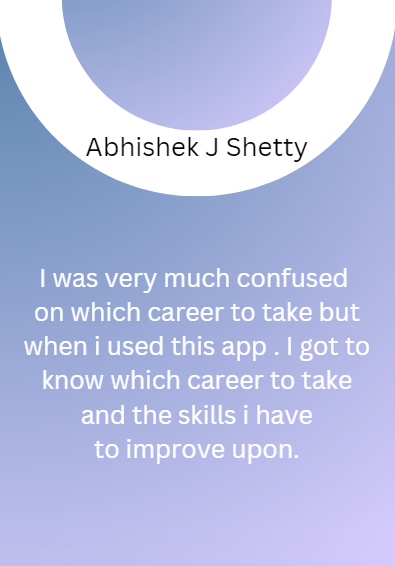 Abhishek J Shetty
I was very much confused
on which career to take but
when i used this app . I got to
know which career to take
and the skills i have
to improve upon.